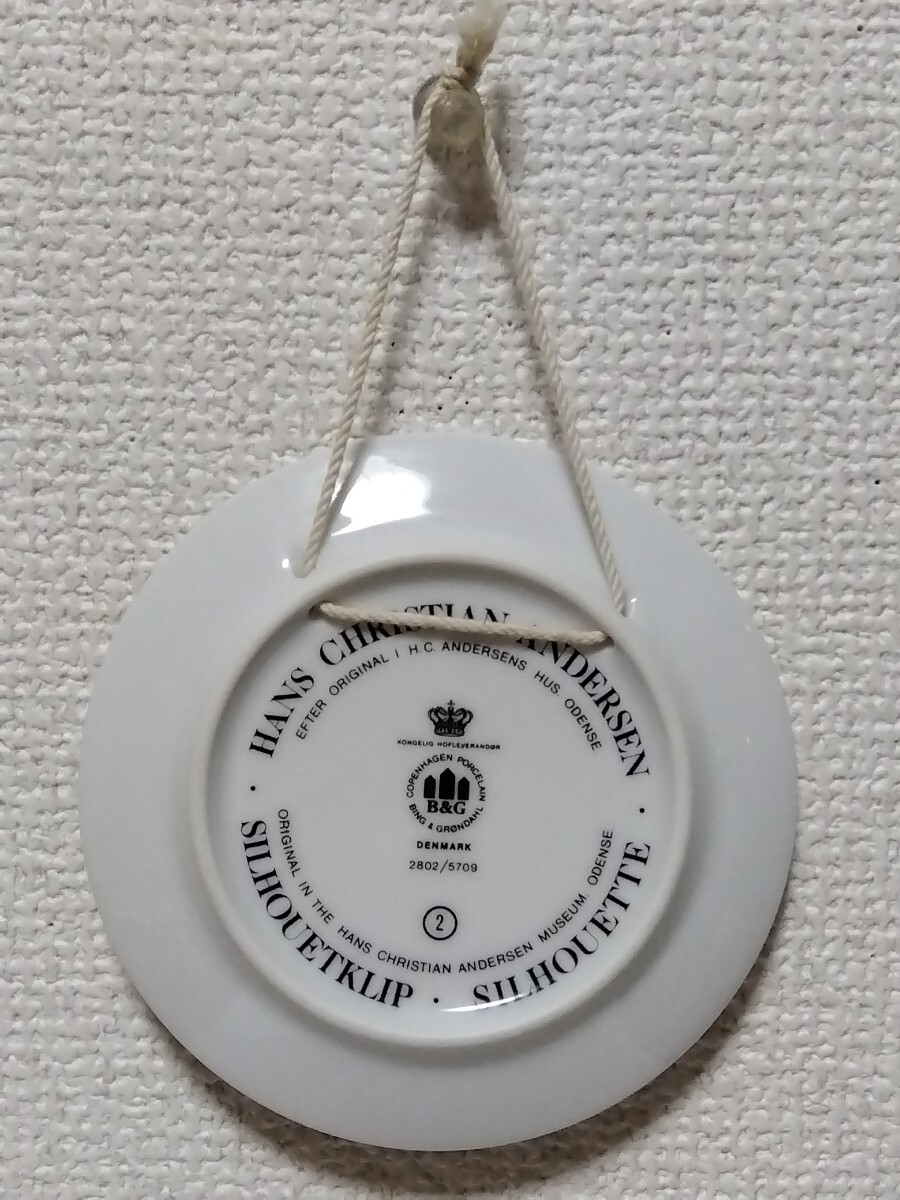 HANS CHRISTIAN ANDERSEN
EFTER ORIGINAL I H.C. ANDERSENS HUS. ODENSE
KONGELIG HOFLEVERANDØR
COPENHAGEN PORCELAIN
B&G
BING & GRØNDAHL
DENMARK
2802/5709
2
ORIGINAL IN THE HANS CHRISTIAN ANDERSEN MUSEUM. ODENSE
· SILHOUETKLIP · SILHOUETTE ·